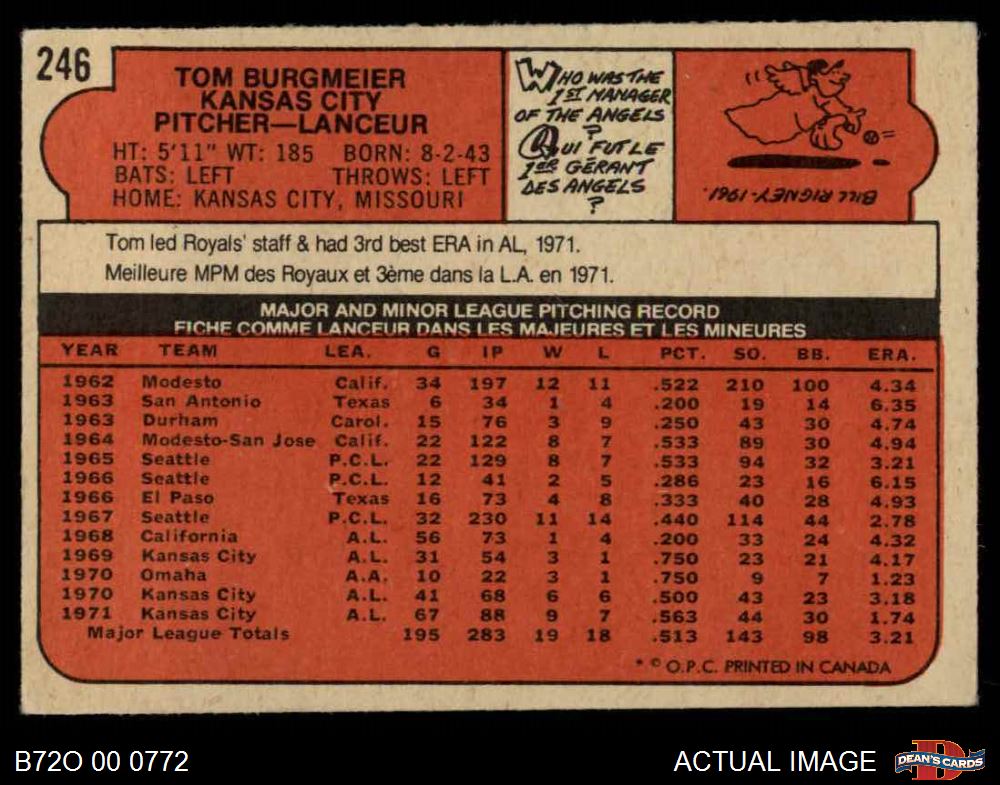 246
TOM BURGMEIER
KANSAS CITY
PITCHER—LANCEUR
HT: 5'11" WT: 185 BORN: 8-2-43
BATS: LEFT THROWS: LEFT
HOME: KANSAS CITY, MISSOURI
WHO WAS THE
1ST MANAGER
OF THE ANGELS
?
QUI FUT LE
1ER GÉRANT
DES ANGELS
?
BILL RIGNEY-1961.
Tom led Royals' staff & had 3rd best ERA in AL, 1971.
Meilleure MPM des Royaux et 3ème dans la L.A. en 1971.
MAJOR AND MINOR LEAGUE PITCHING RECORD
FICHE COMME LANCEUR DANS LES MAJEURES ET LES MINEURES
YEAR TEAM LEA. G IP W L PCT. SO. BB. ERA.
1962 Modesto Calif. 34 197 12 11 .522 210 100 4.34
1963 San Antonio Texas 6 34 1 4 .200 19 14 6.35
1963 Durham Carol. 15 76 3 9 .250 43 30 4.74
1964 Modesto-San Jose Calif. 22 122 8 7 .533 89 30 4.94
1965 Seattle P.C.L. 22 129 8 7 .533 94 32 3.21
1966 Seattle P.C.L. 12 41 2 5 .286 23 16 6.15
1966 El Paso Texas 16 73 4 8 .333 40 28 4.93
1967 Seattle P.C.L. 32 230 11 14 .440 114 44 2.78
1968 California A.L. 56 73 1 4 .200 33 24 4.32
1969 Kansas City A.L. 31 54 3 1 .750 23 21 4.17
1970 Omaha A.A. 10 22 3 1 .750 9 7 1.23
1970 Kansas City A.L. 41 68 6 6 .500 43 23 3.18
1971 Kansas City A.L. 67 88 9 7 .563 44 30 1.74
Major League Totals 195 283 19 18 .513 143 98 3.21
* © O.P.C. PRINTED IN CANADA
B72O 00 0772
ACTUAL IMAGE
D
DEAN'S CARDS